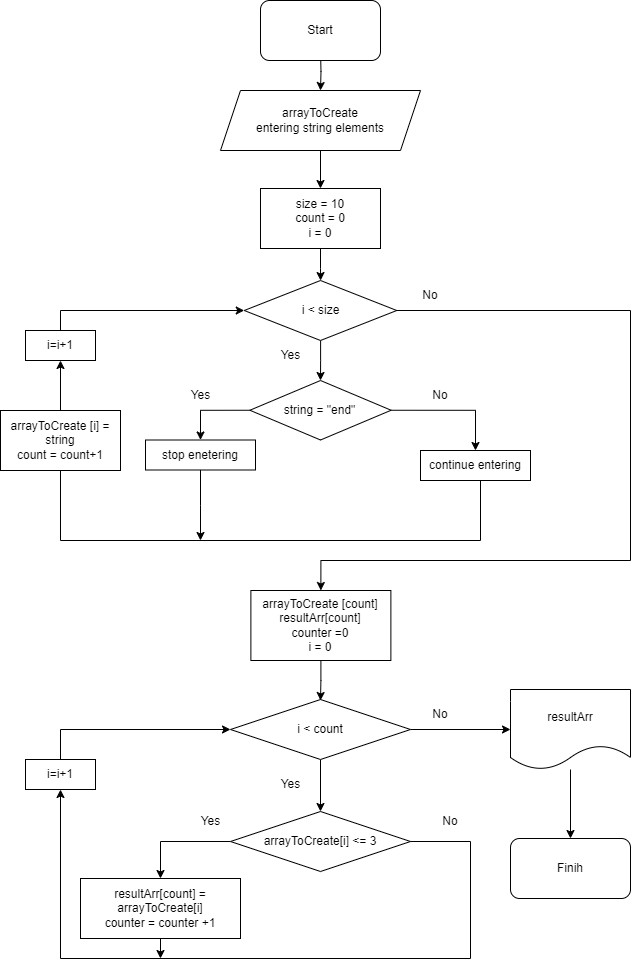 Start
arrayToCreate
entering string elements
size = 10
count = 0
i = 0
i < size
No
i=i+1
Yes
Yes
string = "end"
No
arrayToCreate [i] =
string
count = count+1
stop enetering
continue entering
arrayToCreate [count]
resultArr[count]
counter =0
i = 0
i < count
No
resultArr
i=i+1
Yes
Yes
arrayToCreate[i] <= 3
No
resultArr[count] =
arrayToCreate[i]
counter = counter +1
Finih